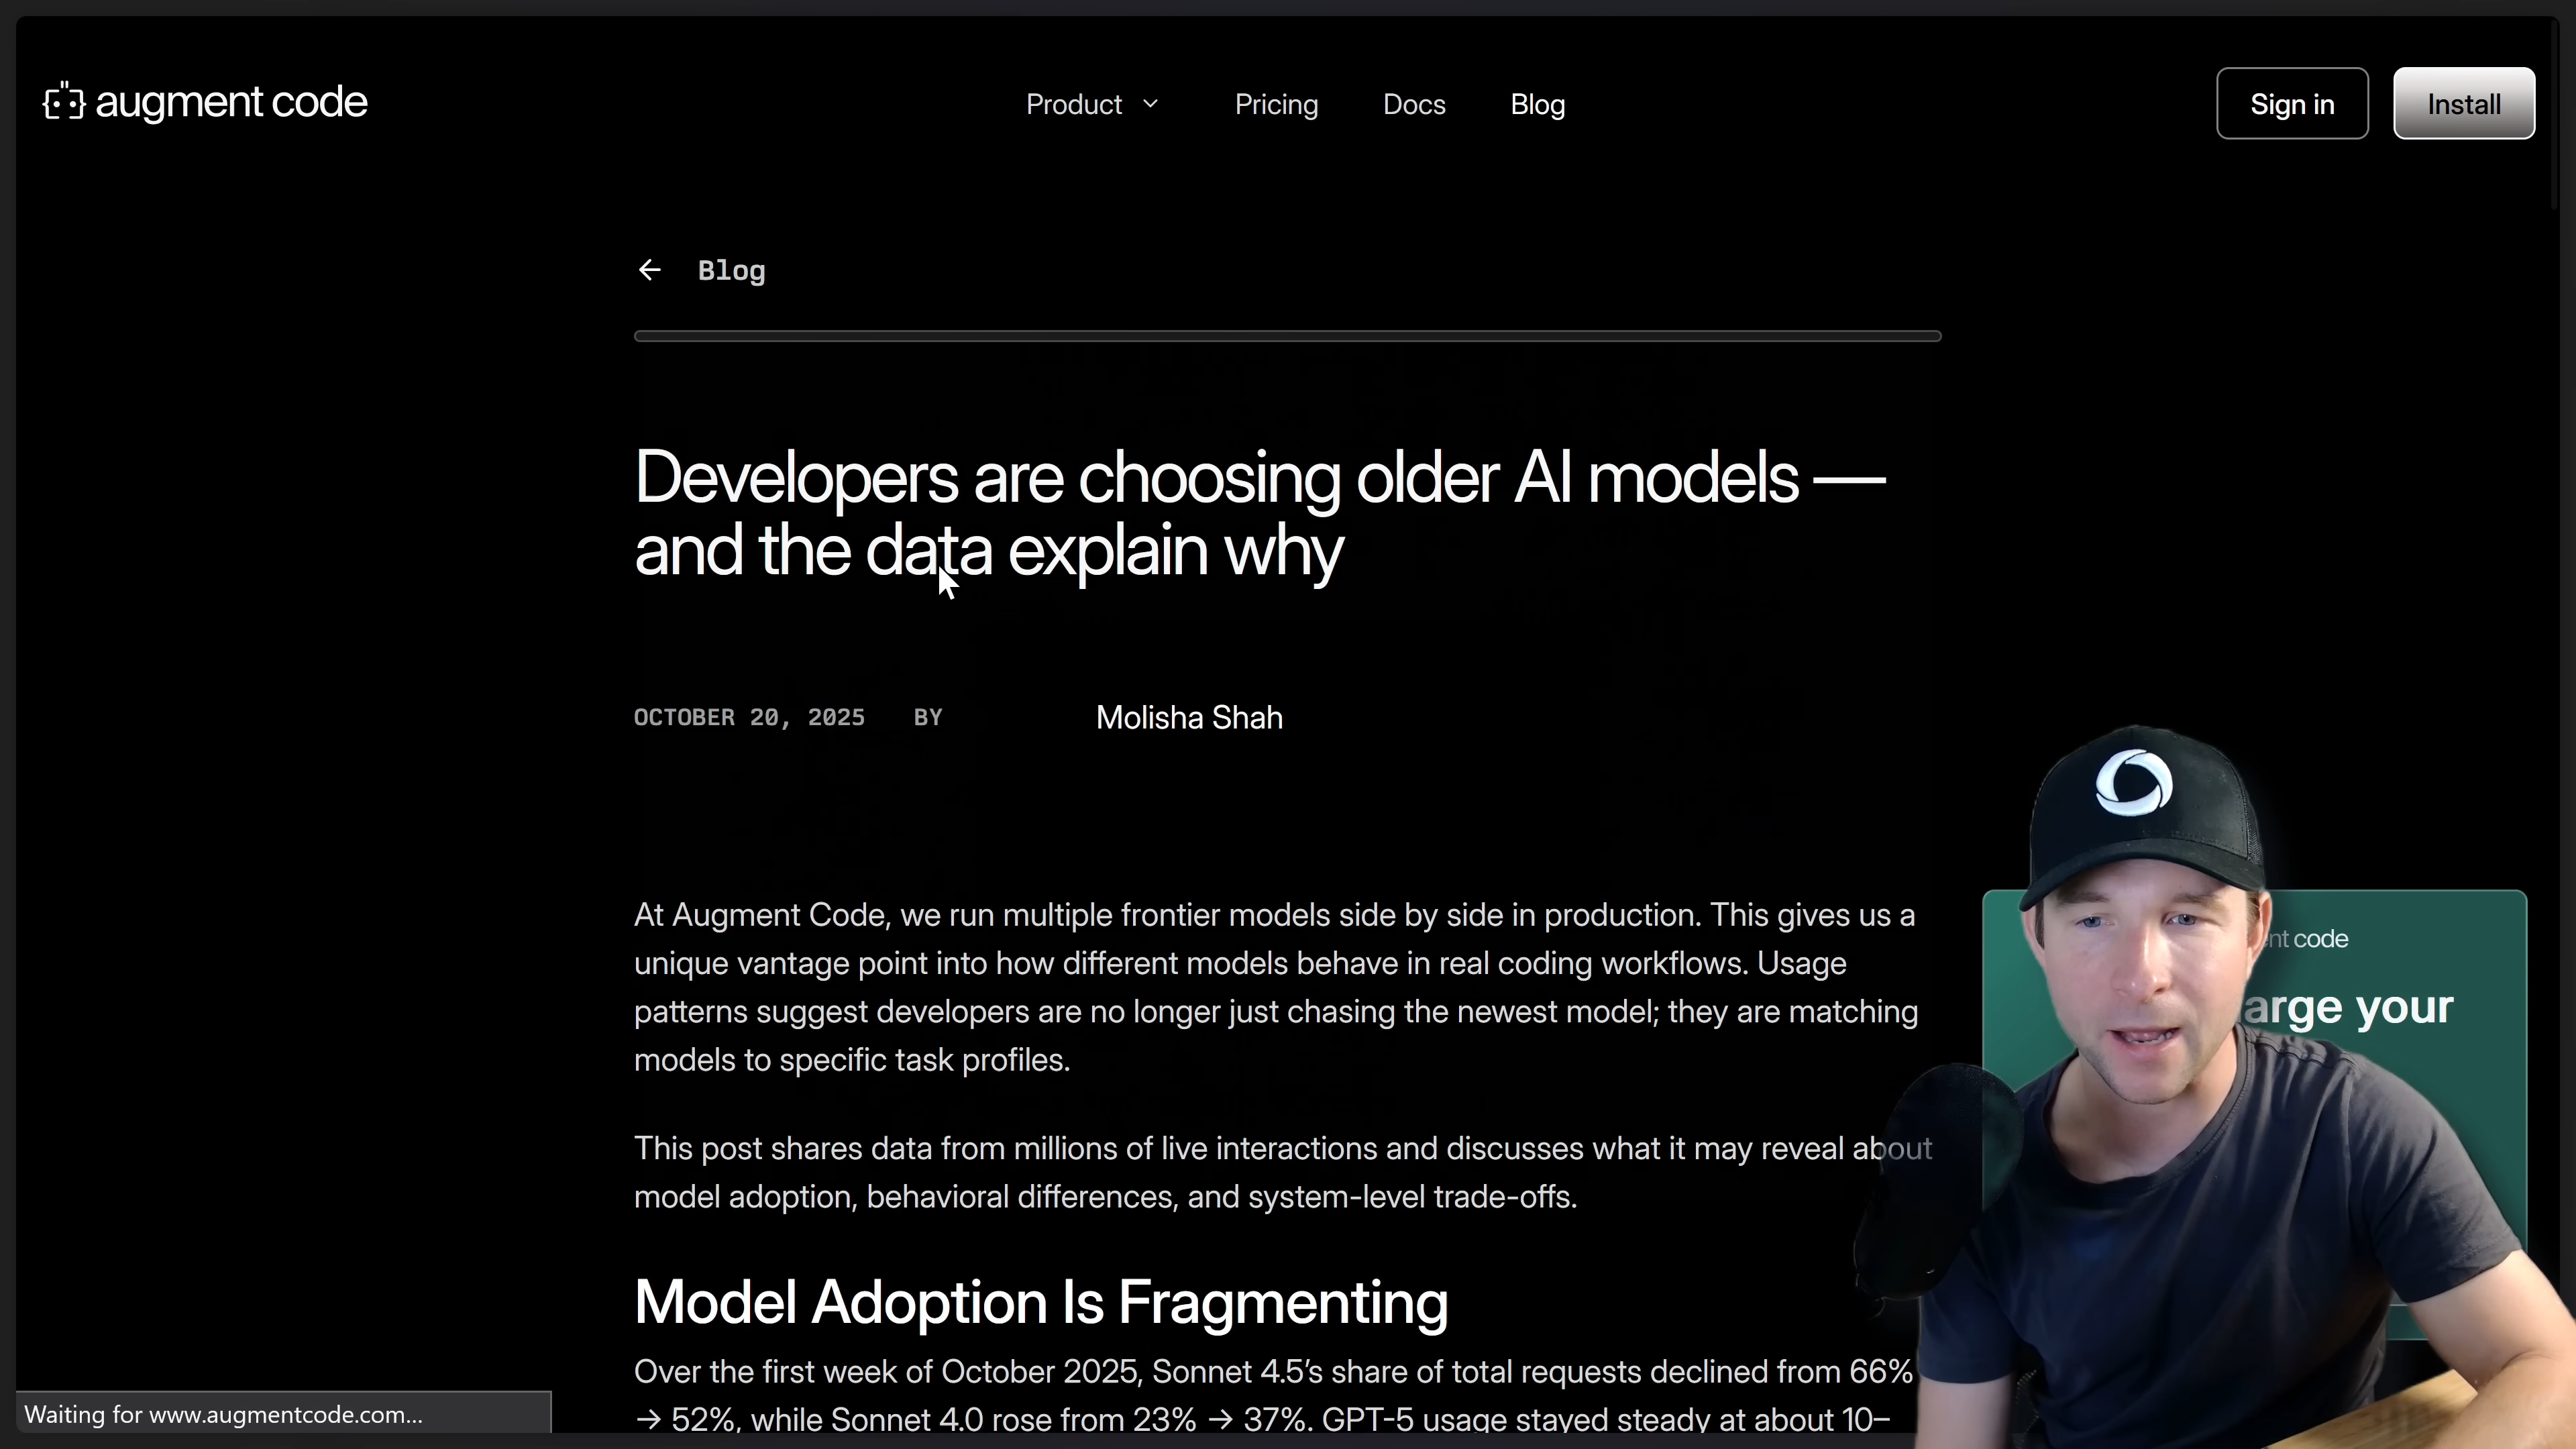 augment code
Product
Pricing
Docs
Blog
Sign in
Install
Blog
Developers are choosing older AI models —
and the data explain why
OCTOBER 20, 2025 BY Molisha Shah
At Augment Code, we run multiple frontier models side by side in production. This gives us a
unique vantage point into how different models behave in real coding workflows. Usage
patterns suggest developers are no longer just chasing the newest model; they are matching
models to specific task profiles.
This post shares data from millions of live interactions and discusses what it may reveal about
model adoption, behavioral differences, and system-level trade-offs.
Model Adoption Is Fragmenting
Over the first week of October 2025, Sonnet 4.5’s share of total requests declined from 66%
→ 52%, while Sonnet 4.0 rose from 23% → 37%. GPT-5 usage stayed steady at about 10–
code
your
Waiting for www.augmentcode.com...